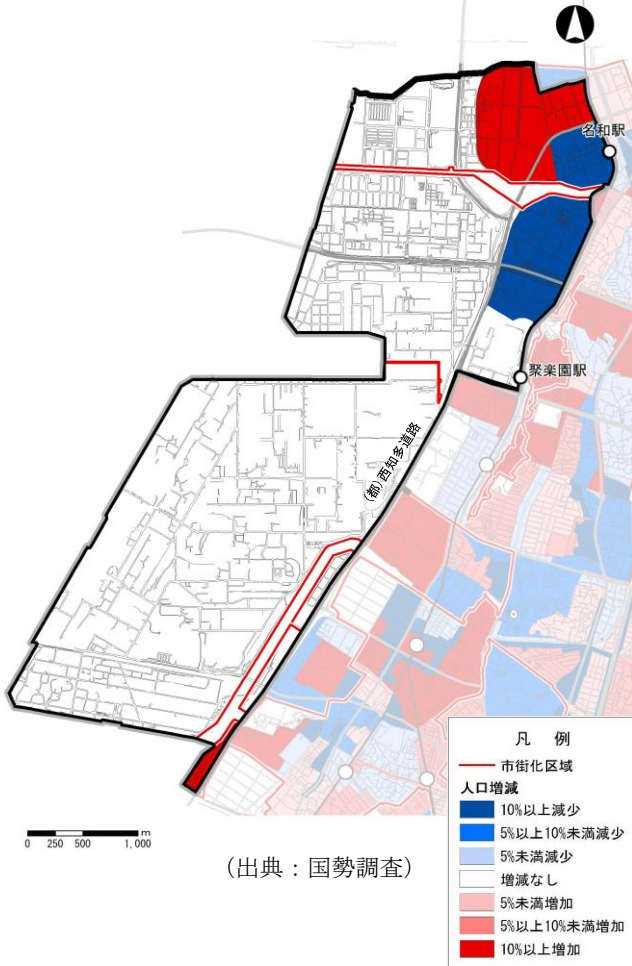 名和駅
聚楽園駅
(都)西知多道路
凡 例
市街化区域
人口増減
10%以上減少
5%以上10%未満減少
5%未満減少
増減なし
5%未満増加
5%以上10%未満増加
10%以上増加
0 250 500 1,000 m
(出典：国勢調査)